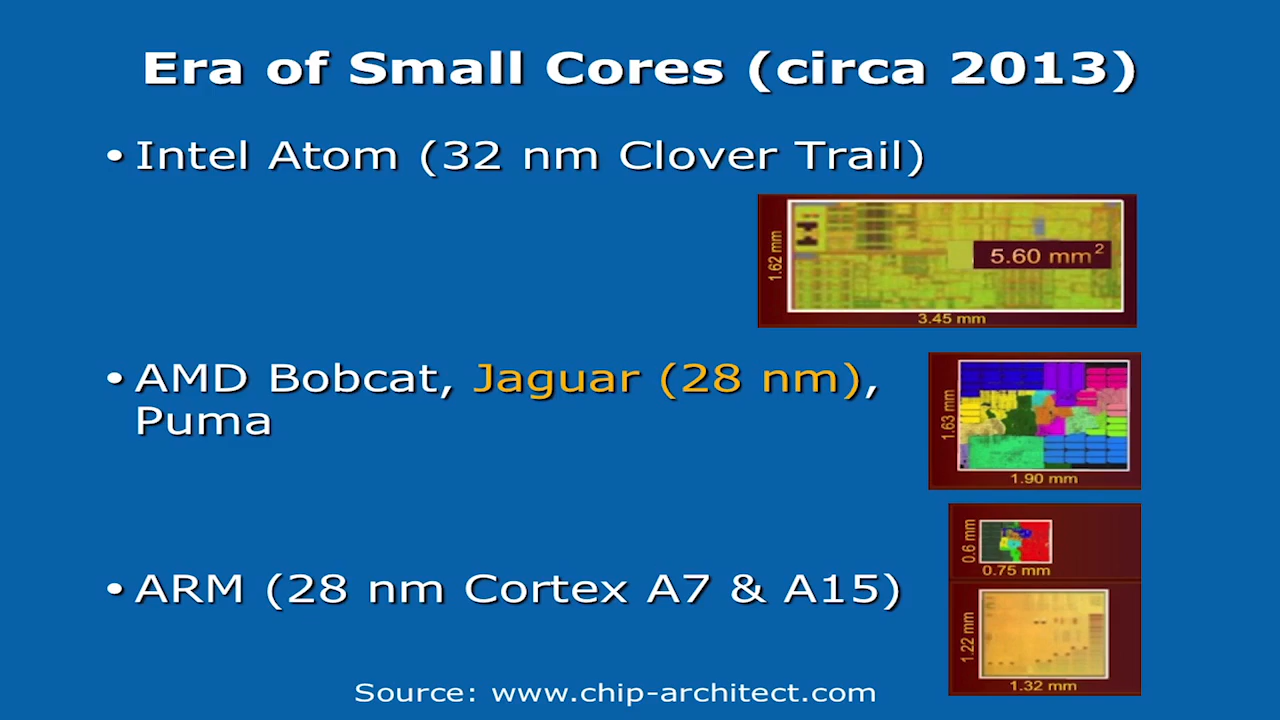 Era of Small Cores (circa 2013)
• Intel Atom (32 nm Clover Trail)
1.62 mm
5.60 mm²
3.45 mm
• AMD Bobcat, Jaguar (28 nm),
Puma
1.63 mm
1.90 mm
0.6 mm
0.75 mm
• ARM (28 nm Cortex A7 & A15)
1.22 mm
1.32 mm
Source: www.chip-architect.com